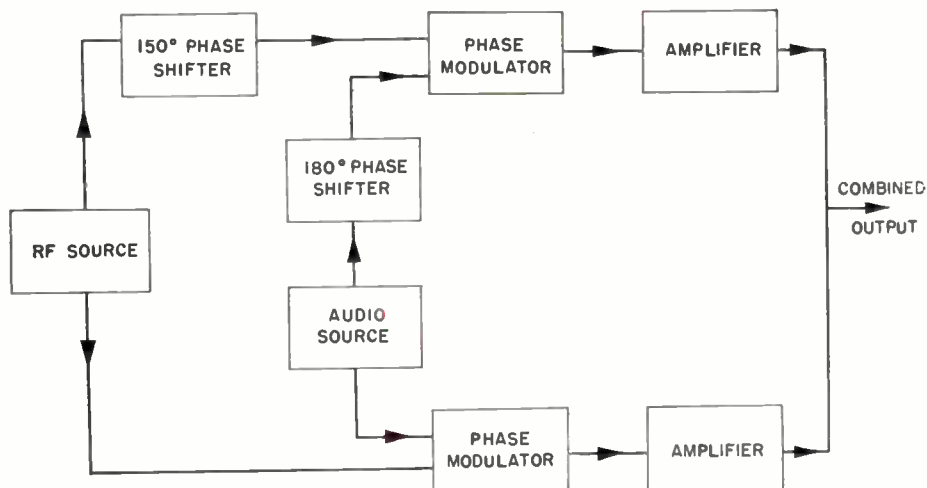 150° PHASE
SHIFTER
PHASE
MODULATOR
AMPLIFIER
180° PHASE
SHIFTER
RF SOURCE
COMBINED
OUTPUT
AUDIO
SOURCE
PHASE
MODULATOR
AMPLIFIER